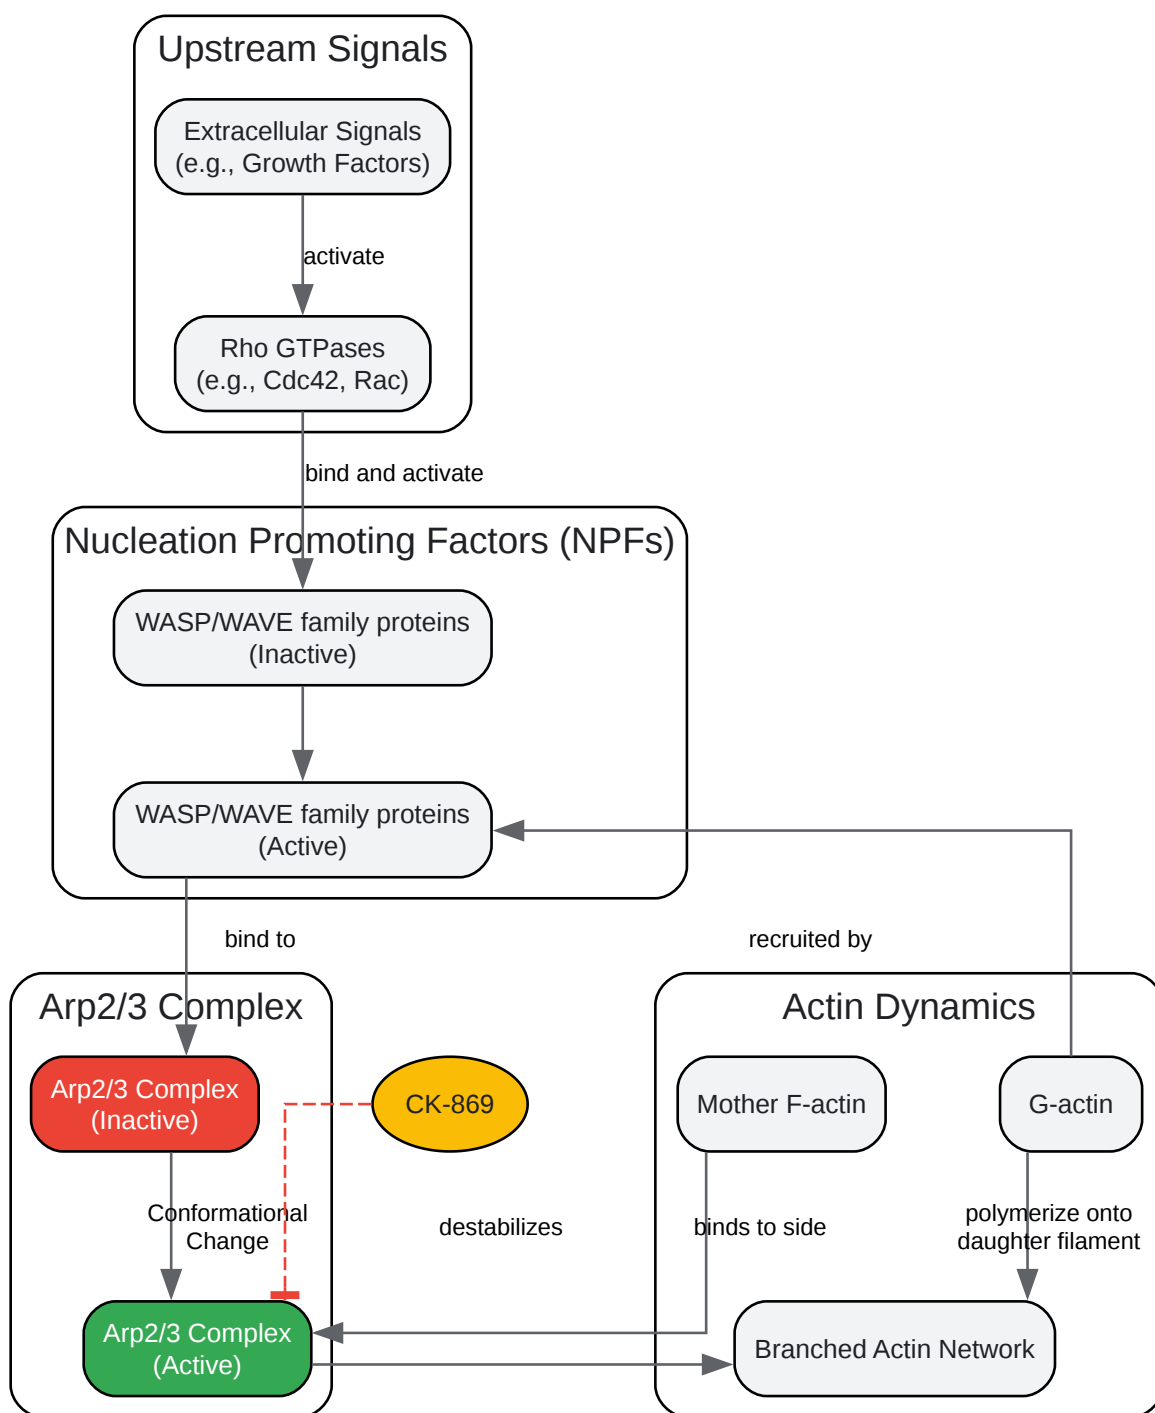 Upstream Signals
Extracellular Signals
(e.g., Growth Factors)
activate
Rho GTPases
(e.g., Cdc42, Rac)
bind and activate
Nucleation Promoting Factors (NPFs)
WASP/WAVE family proteins
(Inactive)
WASP/WAVE family proteins
(Active)
bind to
recruited by
Arp2/3 Complex
Actin Dynamics
Arp2/3 Complex
(Inactive)
CK-869
Mother F-actin
G-actin
Conformational
Change
destabilizes
binds to side
polymerize onto
daughter filament
Arp2/3 Complex
(Active)
Branched Actin Network